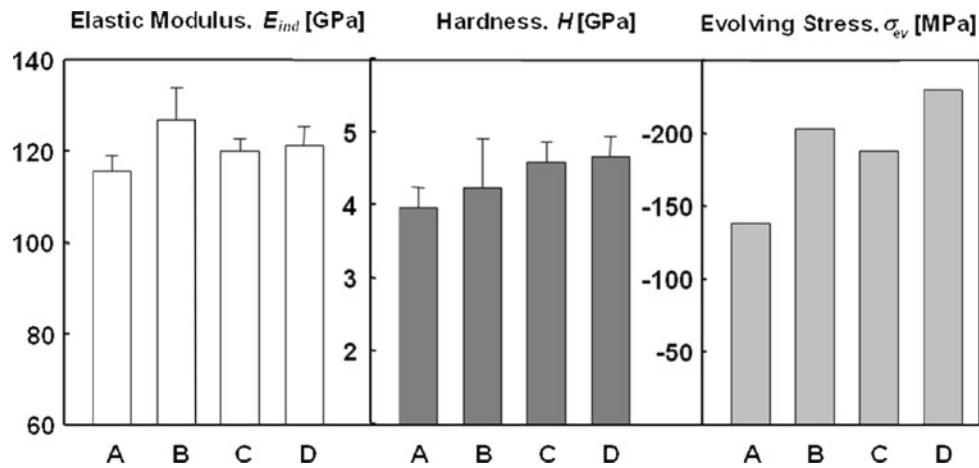 Elastic Modulus. E_ind [GPa]
Hardness. H [GPa]
Evolving Stress. σ_ev [MPa]
140
120
100
80
60
5
4
3
2
-200
-150
-100
-50
A B C D
A B C D
A B C D